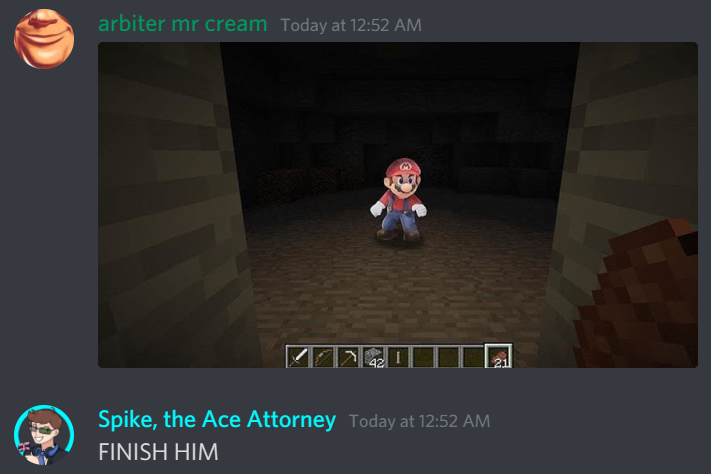 arbiter mr cream Today at 12:52 AM
M
42
21
Spike, the Ace Attorney Today at 12:52 AM
FINISH HIM